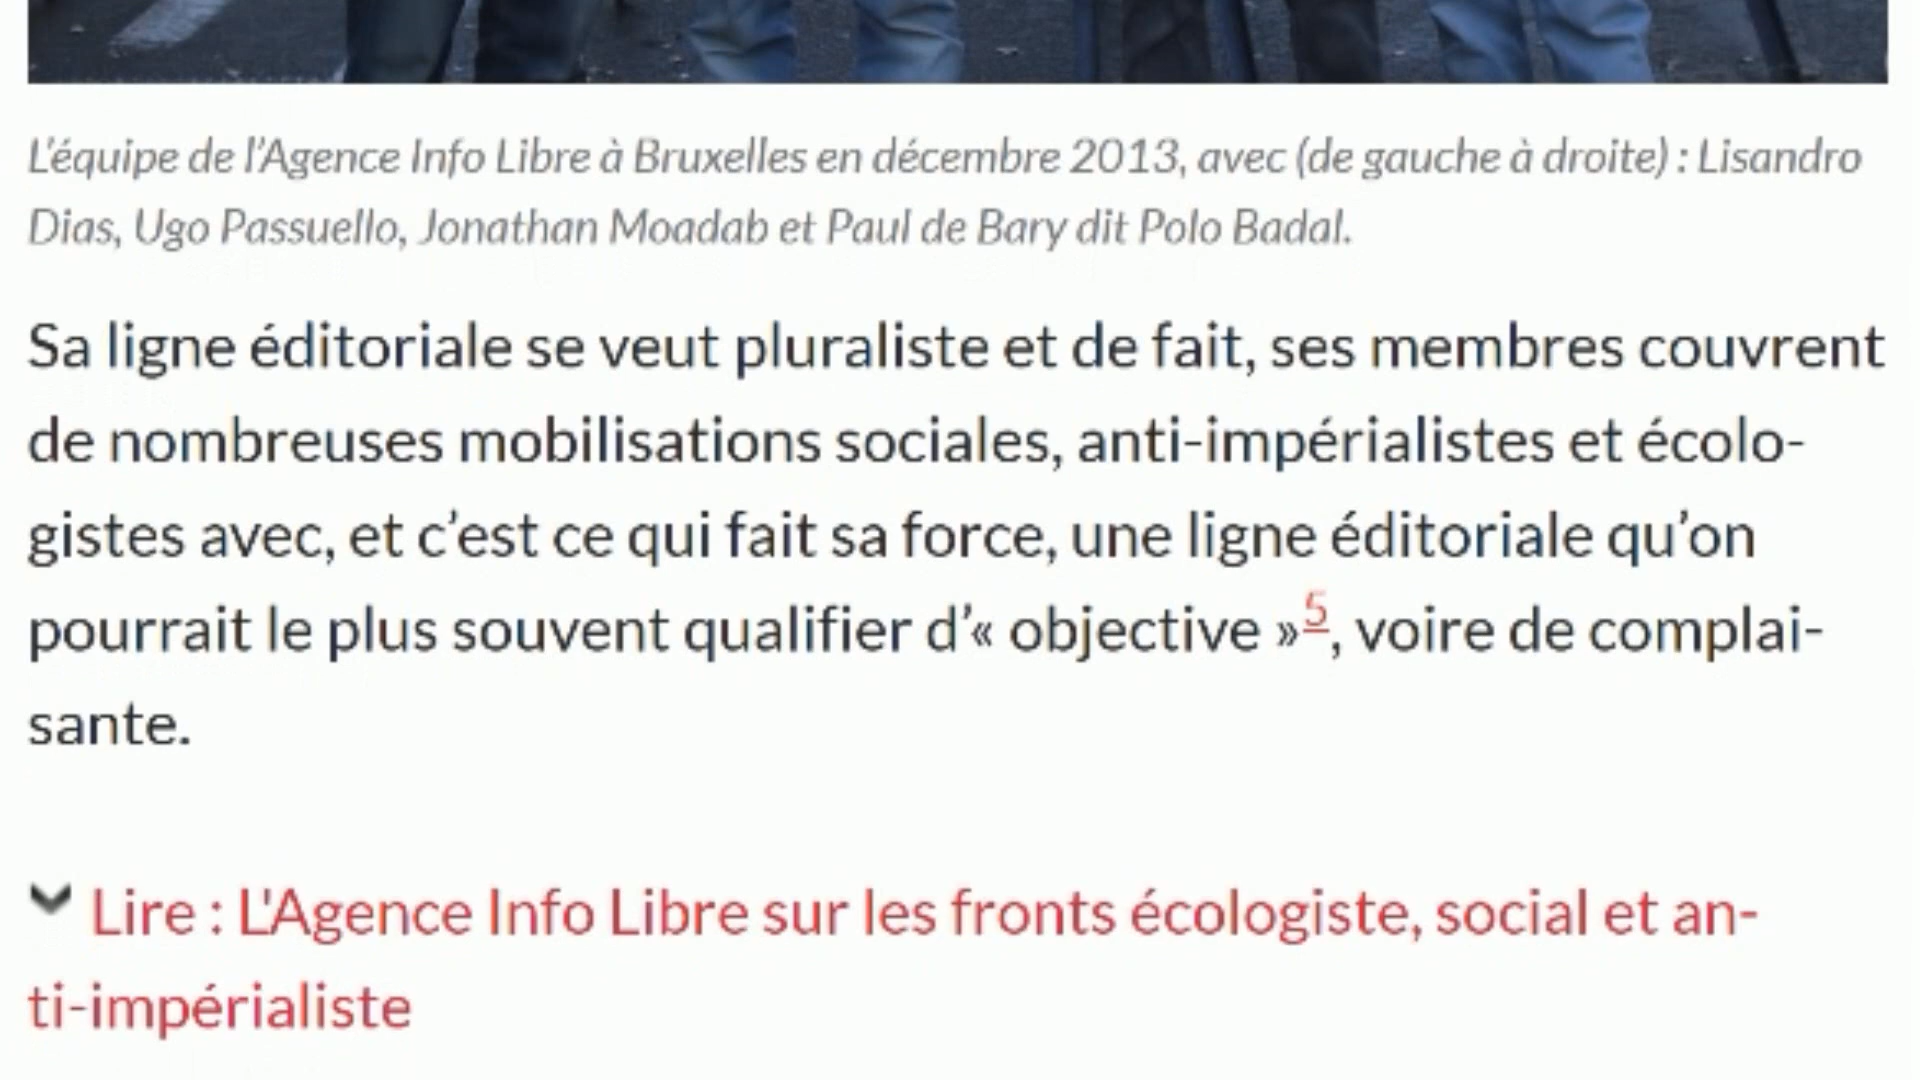 L'équipe de l'Agence Info Libre à Bruxelles en décembre 2013, avec (de gauche à droite) : Lisandro
Dias, Ugo Passuello, Jonathan Moadab et Paul de Bary dit Polo Badal.
Sa ligne éditoriale se veut pluraliste et de fait, ses membres couvrent
de nombreuses mobilisations sociales, anti-impérialistes et écolo-
gistes avec, et c’est ce qui fait sa force, une ligne éditoriale qu’on
pourrait le plus souvent qualifier d’« objective »5, voire de complai-
sante.
Lire : L'Agence Info Libre sur les fronts écologiste, social et an-
ti-impérialiste